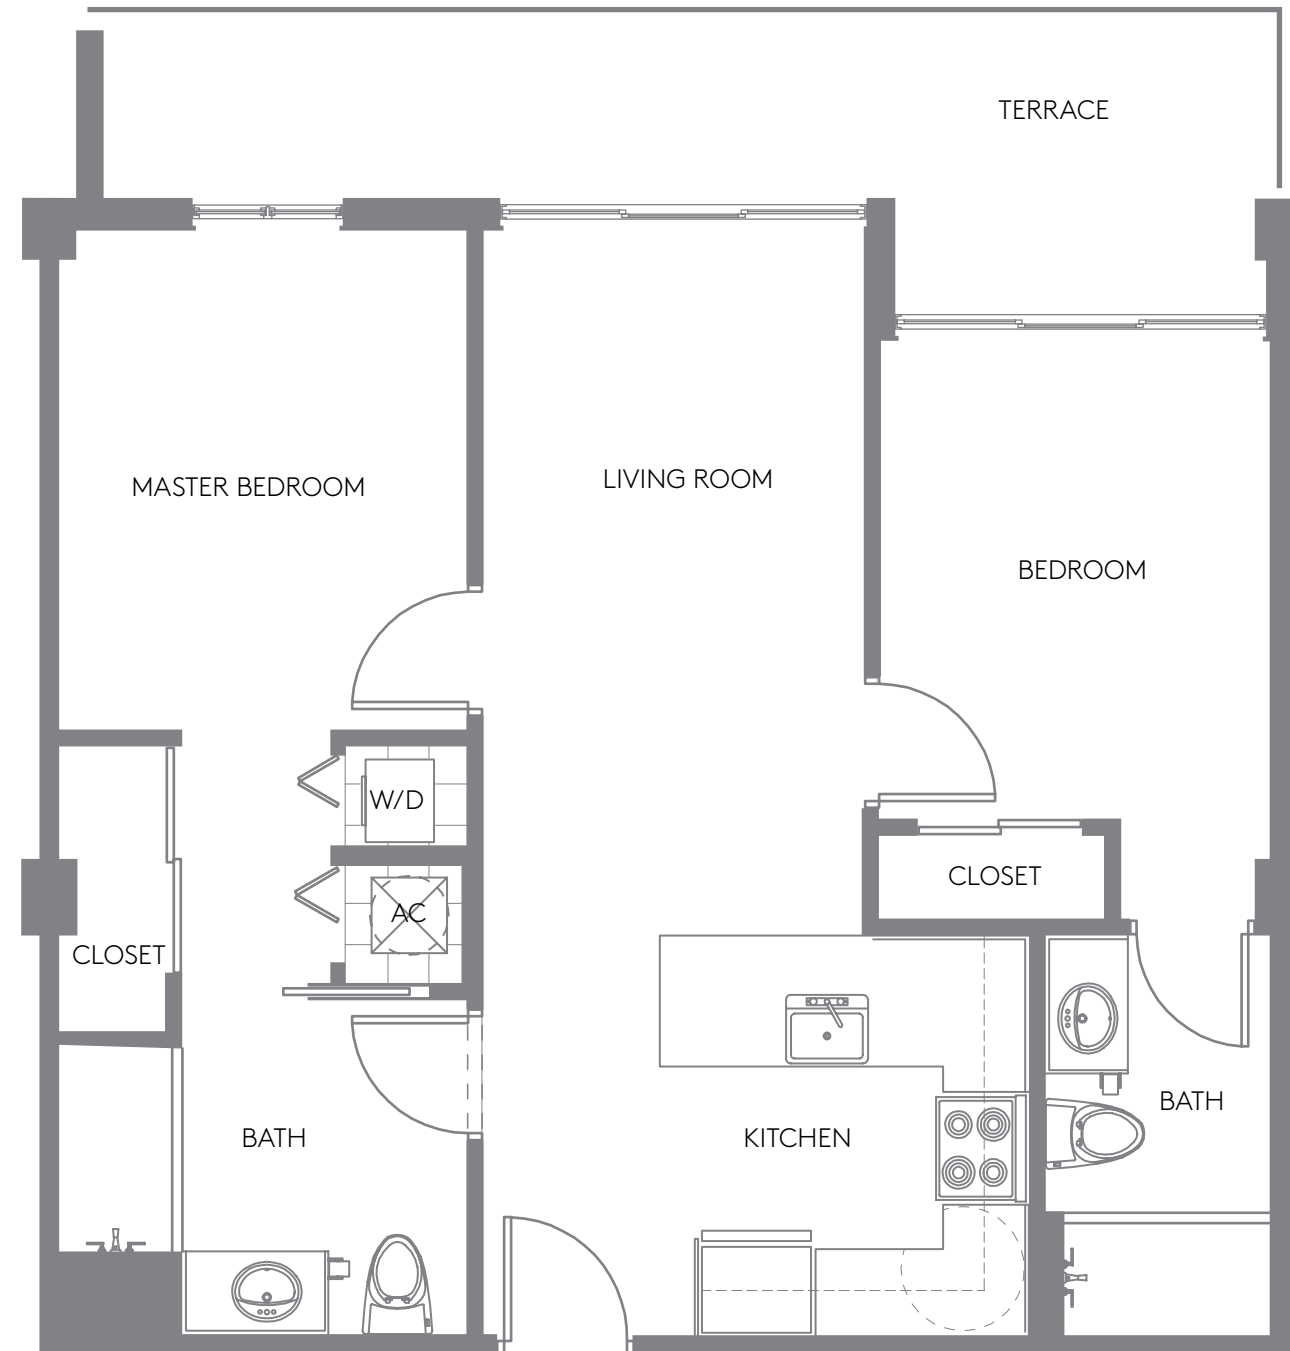 TERRACE
MASTER BEDROOM
LIVING ROOM
BEDROOM
W/D
CLOSET
AC
CLOSET
BATH
KITCHEN
BATH